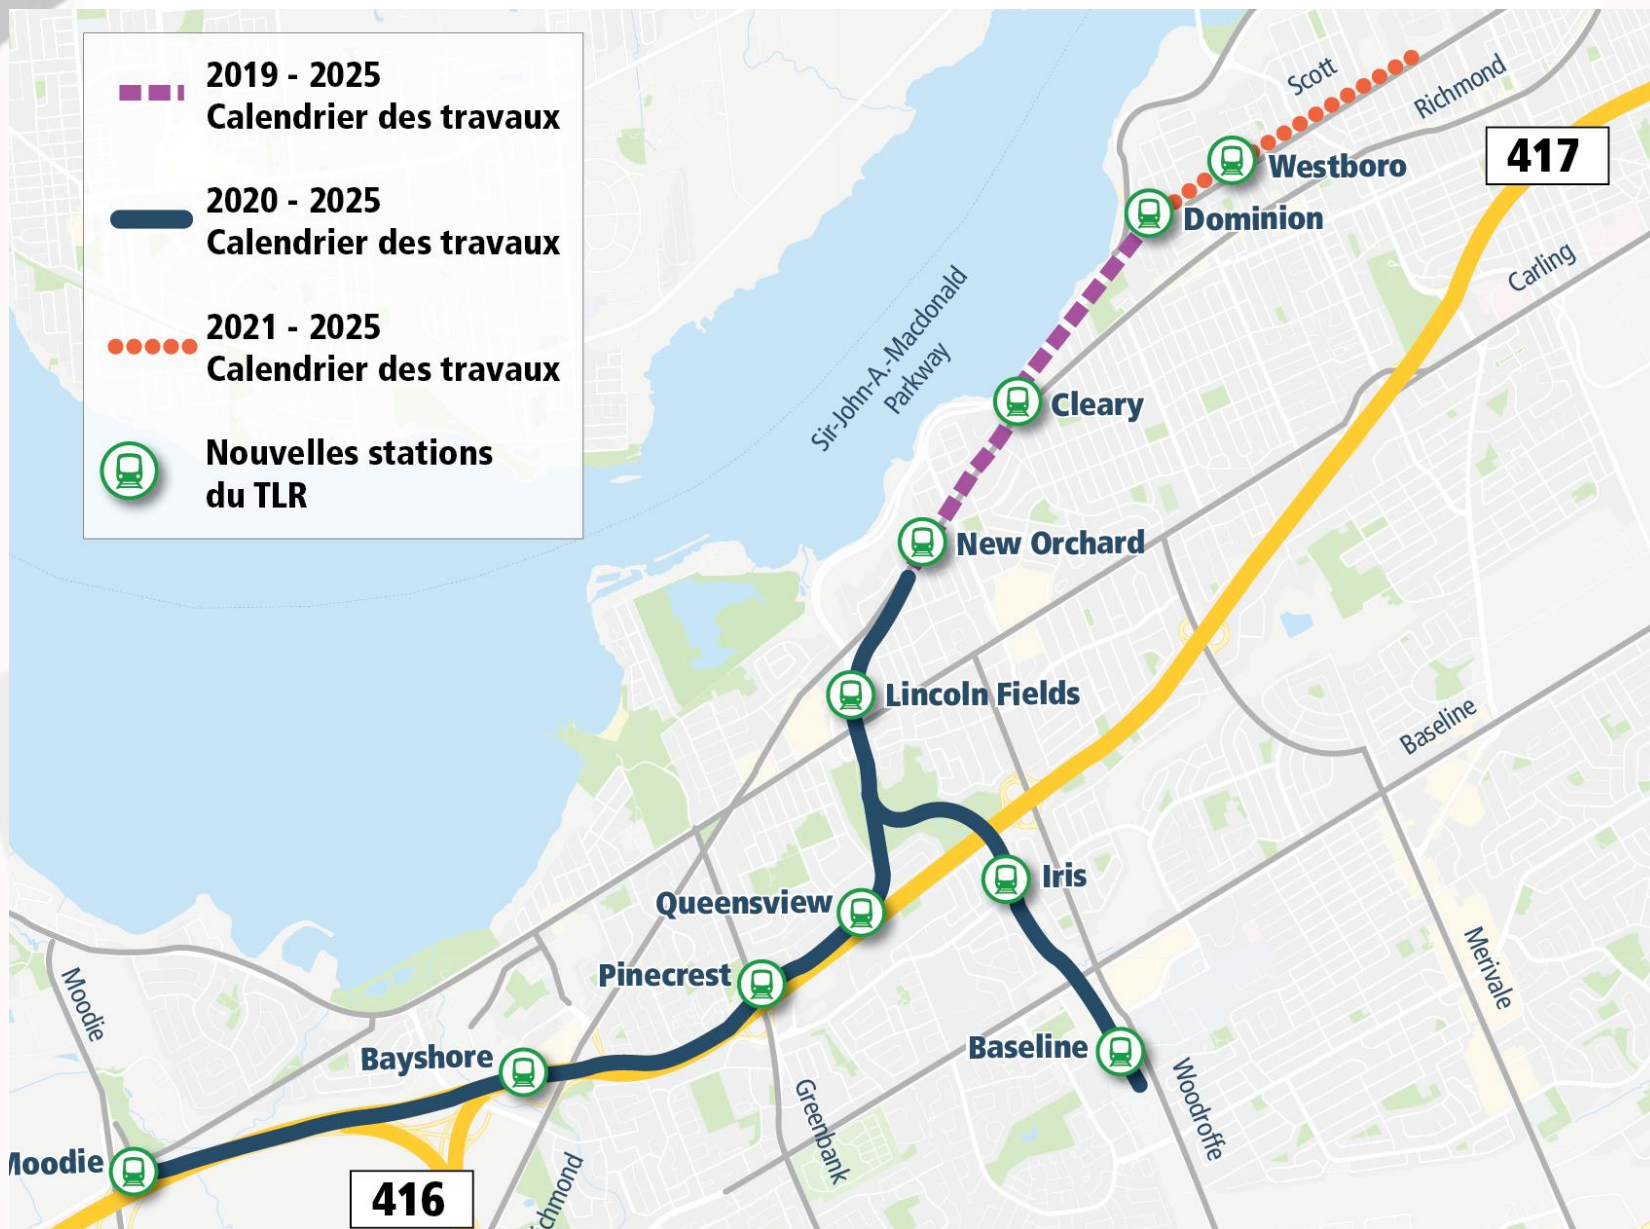 2019 - 2025
Calendrier des travaux
2020 - 2025
Calendrier des travaux
2021 - 2025
Calendrier des travaux
Nouvelles stations
du TLR
Scott
Richmond
417
Westboro
Dominion
Carling
Sir-John-A.-Macdonald
Parkway
Cleary
New Orchard
Lincoln Fields
Baseline
Iris
Queensview
Pinecrest
Merivale
Moodie
Bayshore
Baseline
Greenbank
Woodroffe
Moodie
416
chmond